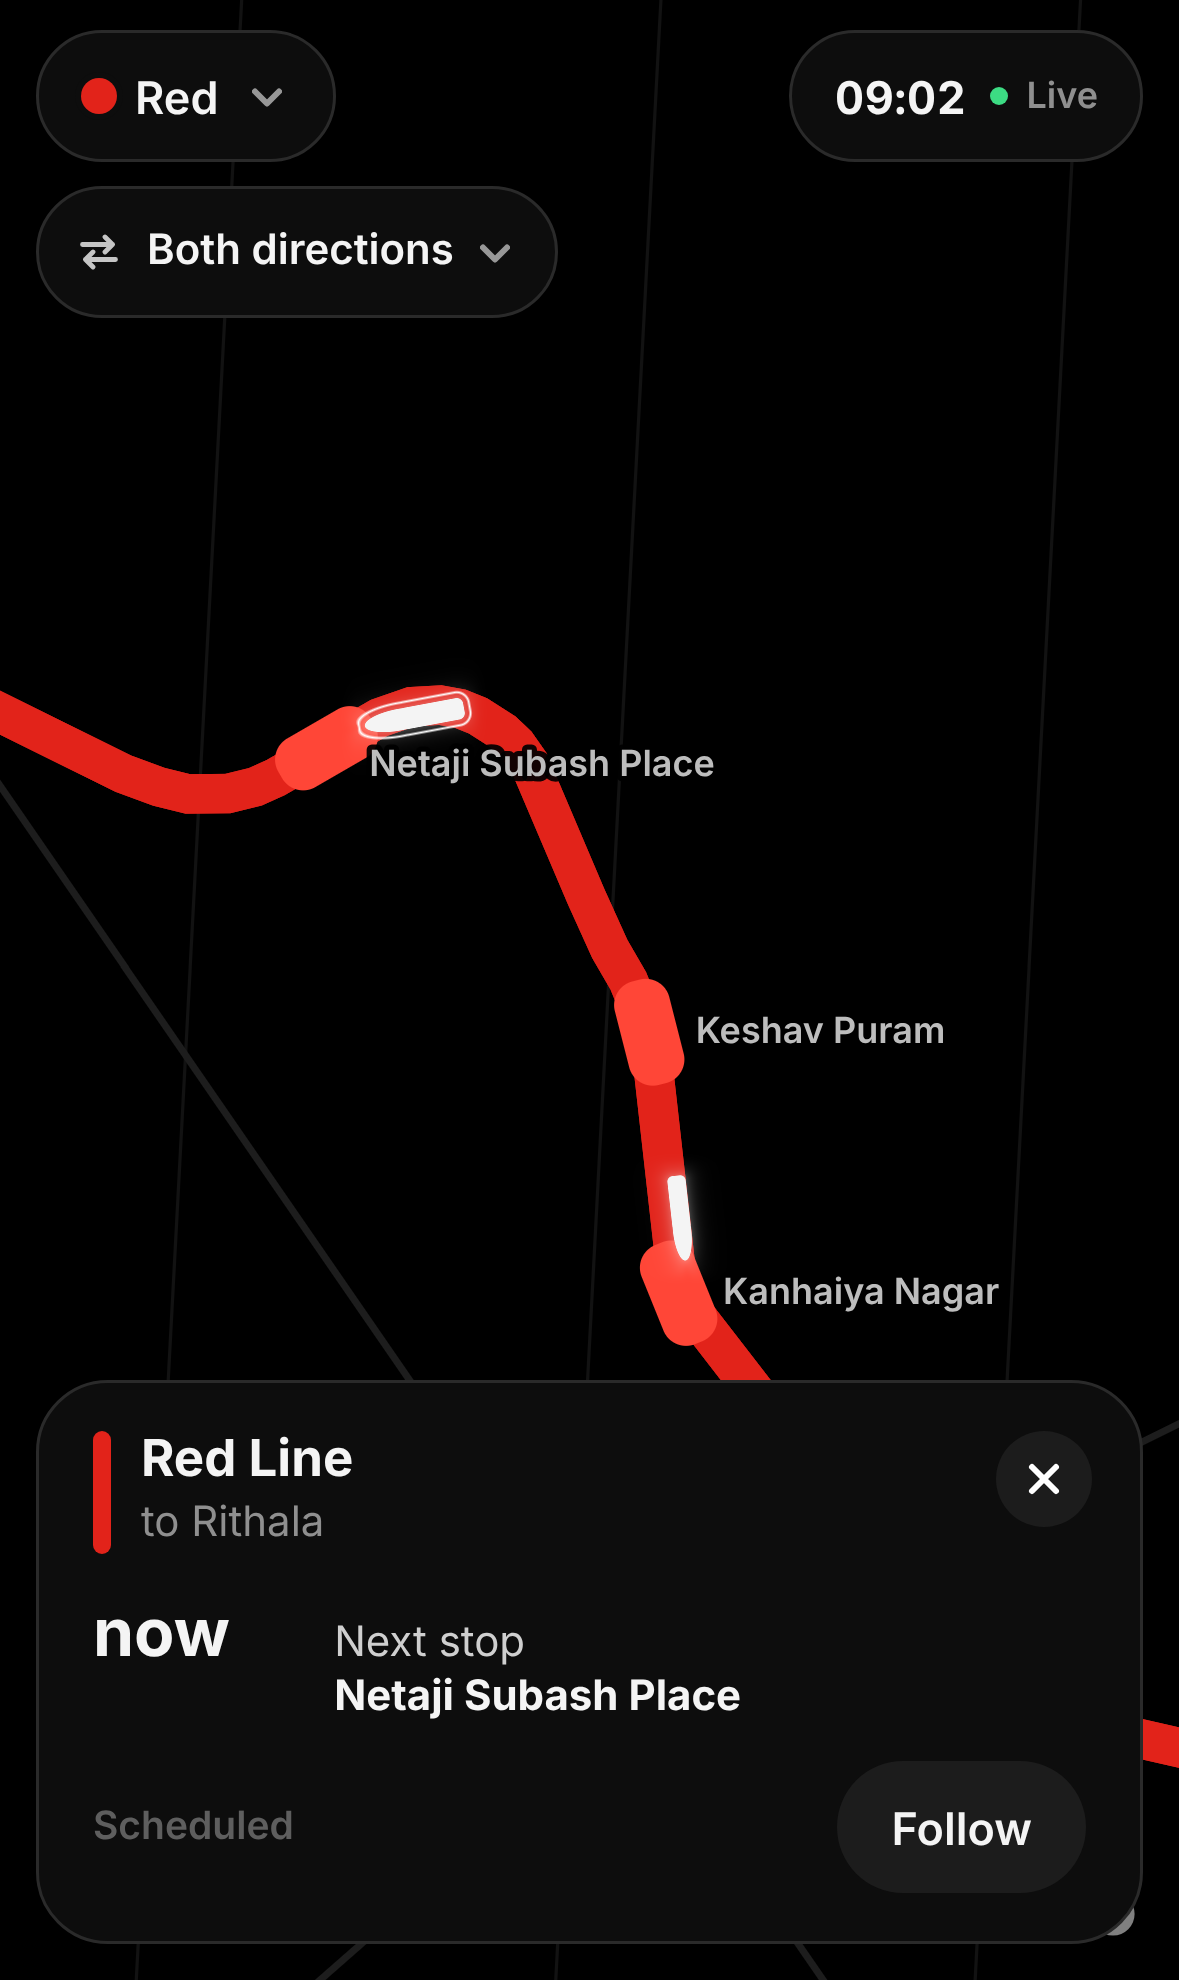 Red
09:02 Live
Both directions
Netaji Subash Place
Keshav Puram
Kanhaiya Nagar
Red Line
to Rithala
now
Next stop
Netaji Subash Place
Scheduled
Follow